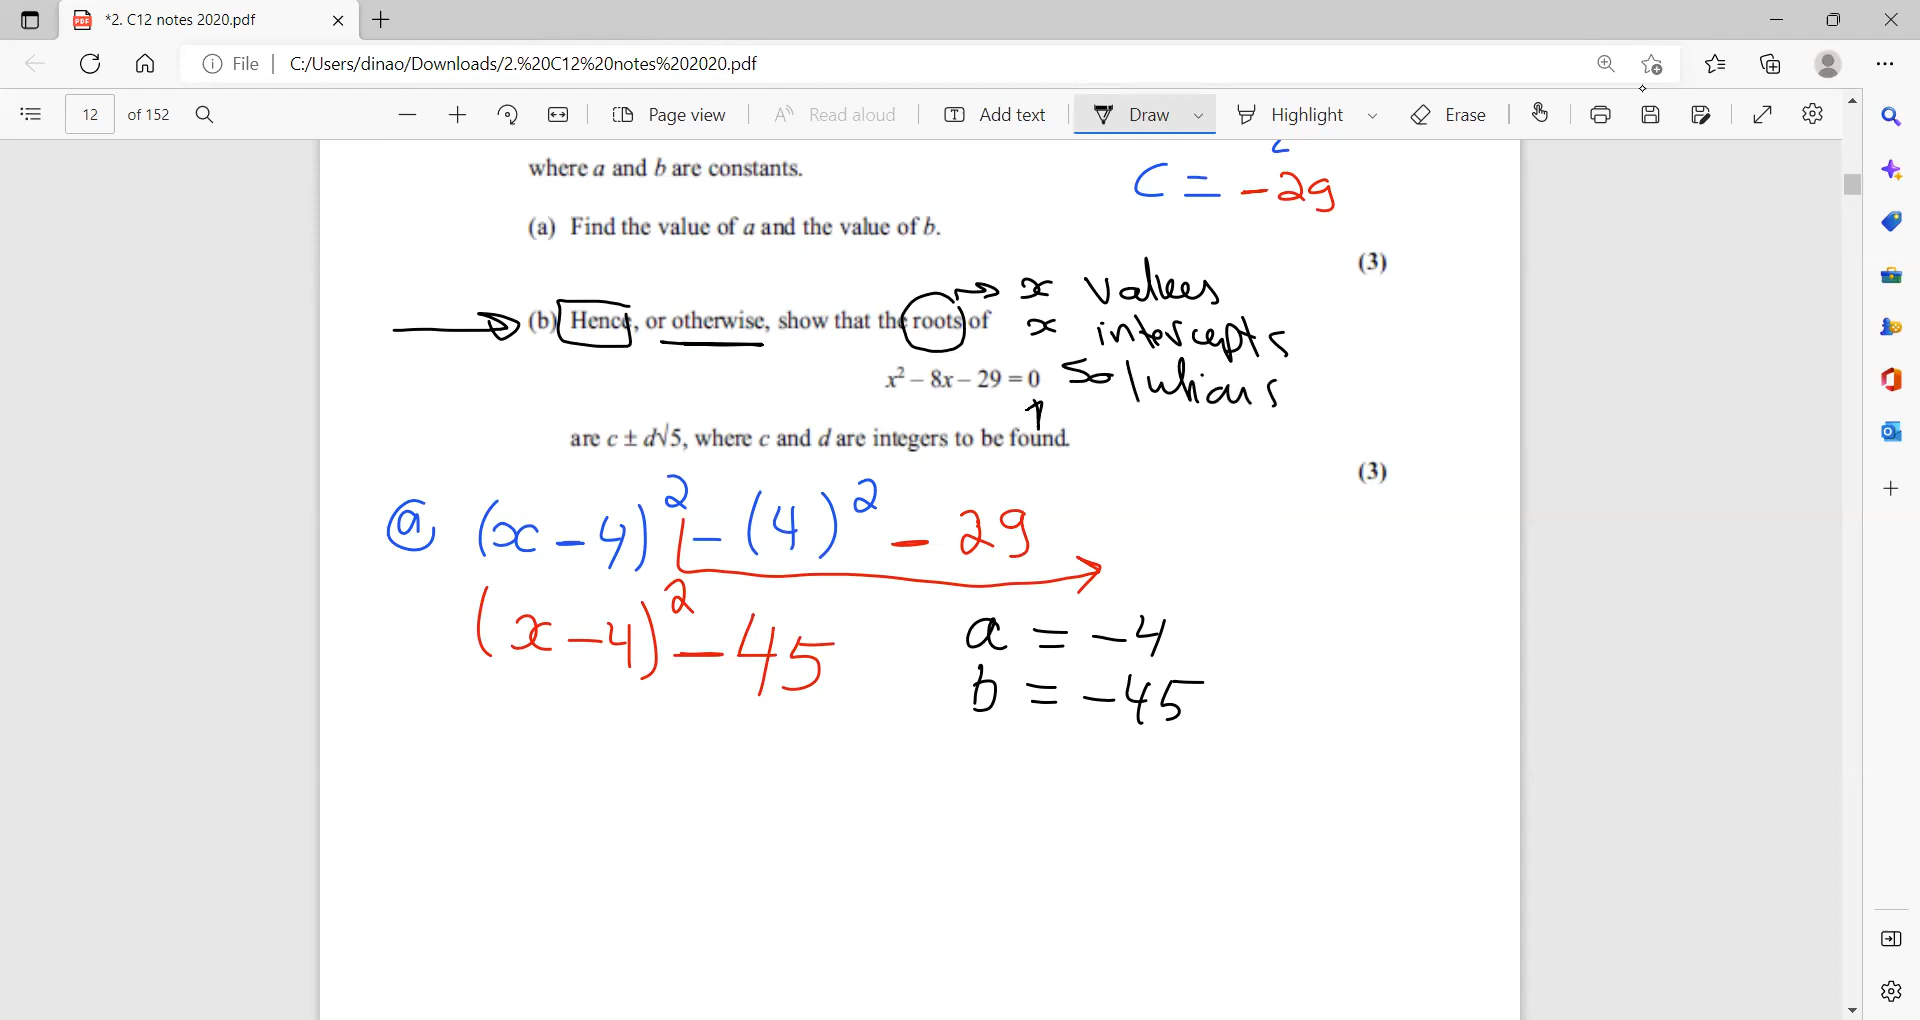 *2. C12 notes 2020.pdf
File | C:/Users/dinao/Downloads/2.%20C12%20notes%202020.pdf
12 of 152 Page view Read aloud Add text Draw Highlight Erase
where a and b are constants.
C = -29
(a) Find the value of a and the value of b.
(3)
x values
(b) Hence, or otherwise, show that the roots of
x intercepts
x² – 8x – 29 = 0
Solutions
are c ± d√5, where c and d are integers to be found.
(3)
ⓐ (x-4)² - (4)² - 29
(x-4)² - 45
a = -4
b = -45